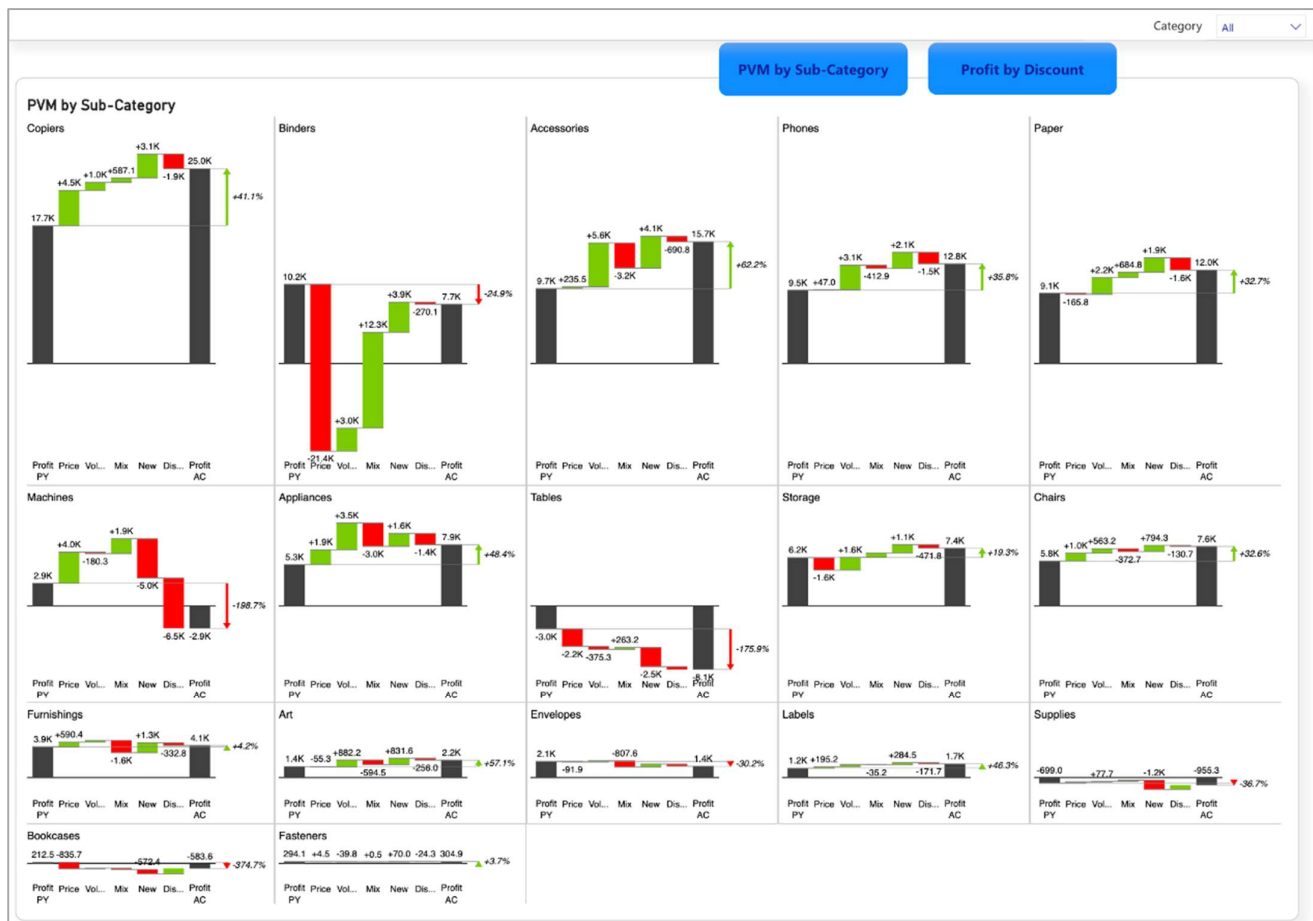 Category All
PVM by Sub-Category Profit by Discount
PVM by Sub-Category
Copiers
+3.1K
+4.5K +1.0K +587.1 -1.9K 25.0K
17.7K +41.1%
Profit PY Price Vol... Mix New Dis... Profit AC
Binders
10.2K -24.9%
+12.3K +3.9K -270.1 7.7K
+3.0K
-21.4K
Profit PY Price Vol... Mix New Dis... Profit AC
Accessories
+5.6K +4.1K 15.7K
9.7K +235.5 -3.2K -690.8 +62.2%
Profit PY Price Vol... Mix New Dis... Profit AC
Phones
+3.1K +2.1K 12.8K
9.5K +47.0 -412.9 -1.5K +35.8%
Profit PY Price Vol... Mix New Dis... Profit AC
Paper
+2.2K +684.8 +1.9K 12.0K
9.1K -165.8 -1.6K +32.7%
Profit PY Price Vol... Mix New Dis... Profit AC
Machines
+4.0K +1.9K
2.9K -180.3 -5.0K -198.7%
-6.5K -2.9K
Profit PY Price Vol... Mix New Dis... Profit AC
Appliances
+3.5K
5.3K +1.9K -3.0K +1.6K -1.4K 7.9K +48.4%
Profit PY Price Vol... Mix New Dis... Profit AC
Tables
-3.0K +263.2 -175.9%
-2.2K -375.3 -2.5K -8.1K
Profit PY Price Vol... Mix New Dis... Profit AC
Storage
6.2K +1.6K +1.1K 7.4K
-1.6K -471.8 +19.3%
Profit PY Price Vol... Mix New Dis... Profit AC
Chairs
5.8K +1.0K +563.2 +794.3 7.6K
-372.7 -130.7 +32.6%
Profit PY Price Vol... Mix New Dis... Profit AC
Furnishings
3.9K +590.4 +1.3K 4.1K +4.2%
-1.6K -332.8
Profit PY Price Vol... Mix New Dis... Profit AC
Art
1.4K -55.3 +882.2 +831.6 2.2K +57.1%
-594.5 -256.0
Profit PY Price Vol... Mix New Dis... Profit AC
Envelopes
2.1K -807.6 1.4K -30.2%
-91.9
Profit PY Price Vol... Mix New Dis... Profit AC
Labels
1.2K +195.2 +284.5 1.7K +46.3%
-35.2 -171.7
Profit PY Price Vol... Mix New Dis... Profit AC
Supplies
-699.0 +77.7 -1.2K -955.3 -36.7%
Profit PY Price Vol... Mix New Dis... Profit AC
Bookcases
212.5 -835.7 -572.4 -583.6 -374.7%
Profit PY Price Vol... Mix New Dis... Profit AC
Fasteners
294.1 +4.5 -39.8 +0.5 +70.0 -24.3 304.9 +3.7%
Profit PY Price Vol... Mix New Dis... Profit AC